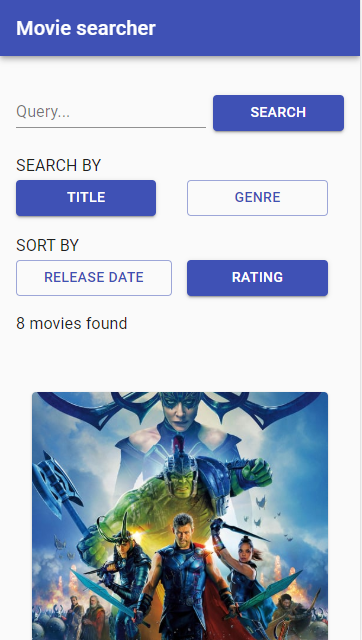 Movie searcher
Query...
SEARCH
SEARCH BY
TITLE
GENRE
SORT BY
RELEASE DATE
RATING
8 movies found